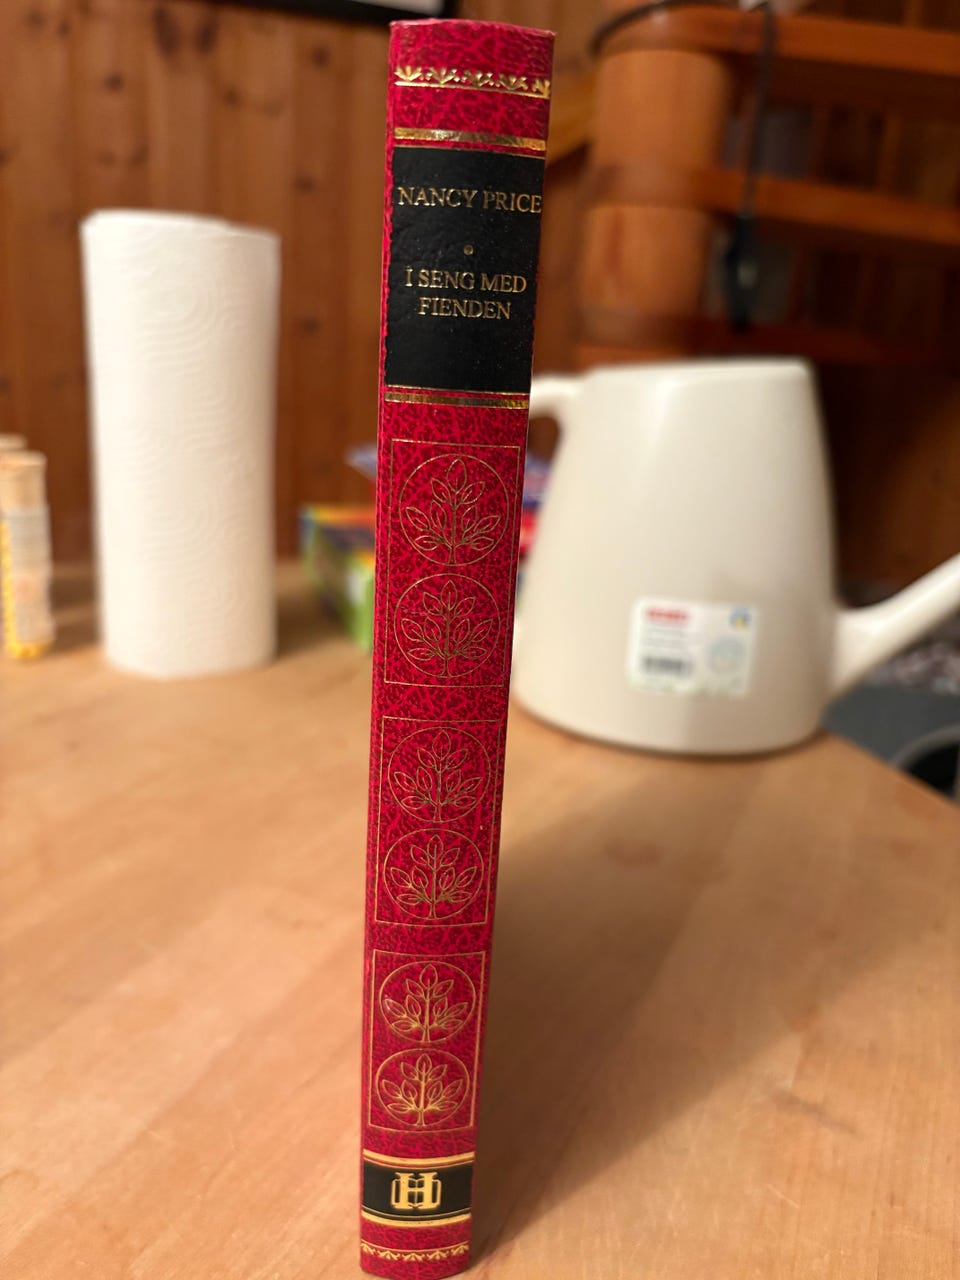 NANCY PRICE
I SENG MED
FIENDEN
H